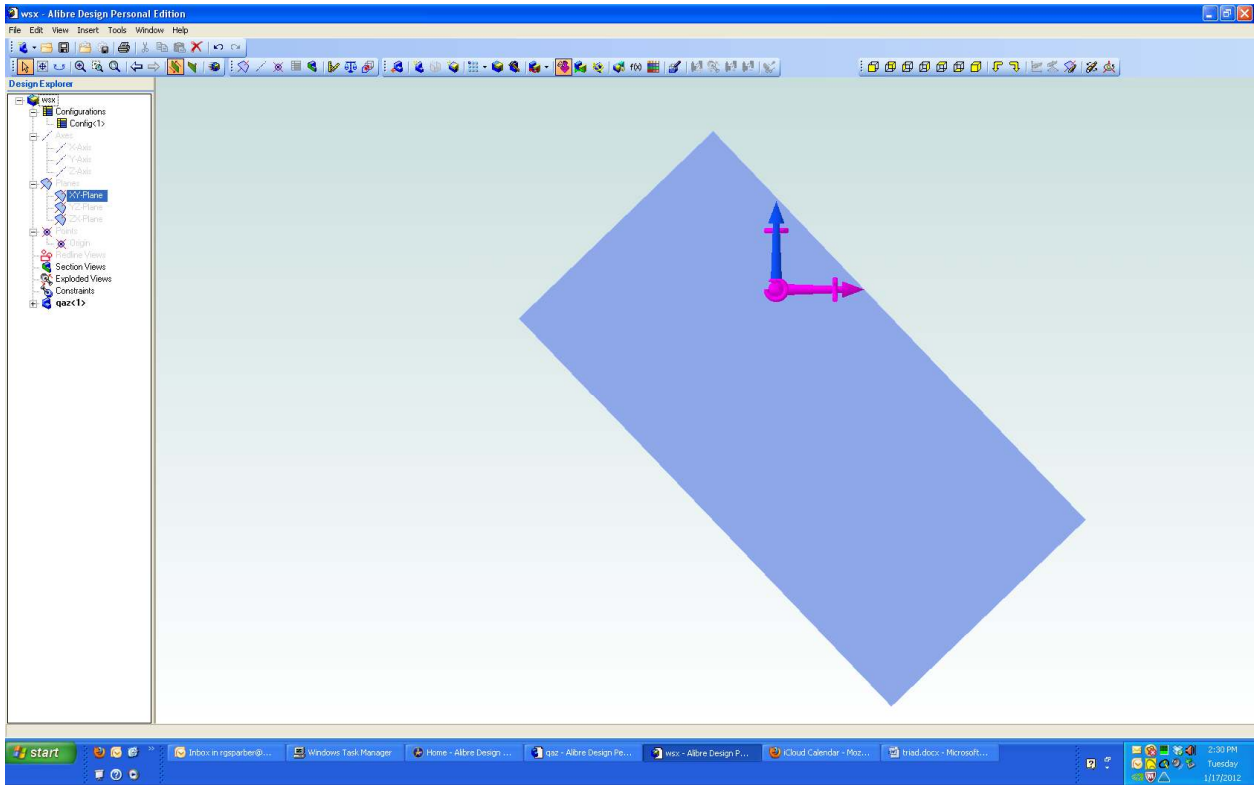 wsx - Alibre Design Personal Edition
File Edit View Insert Tools Window Help
f(x)
Design Explorer
wsx
Configurations
Config<1>
Axes
X-Axis
Y-Axis
Z-Axis
Planes
XY-Plane
YZ-Plane
ZX-Plane
Points
Origin
Redline Views
Section Views
Exploded Views
Constraints
qaz<1>
start
Inbox in rgsparber@...
Windows Task Manager
Home - Alibre Design ...
qaz - Alibre Design Pe...
wsx - Alibre Design P...
iCloud Calendar - Moz...
triad.docx - Microsoft...
2:30 PM
Tuesday
1/17/2012